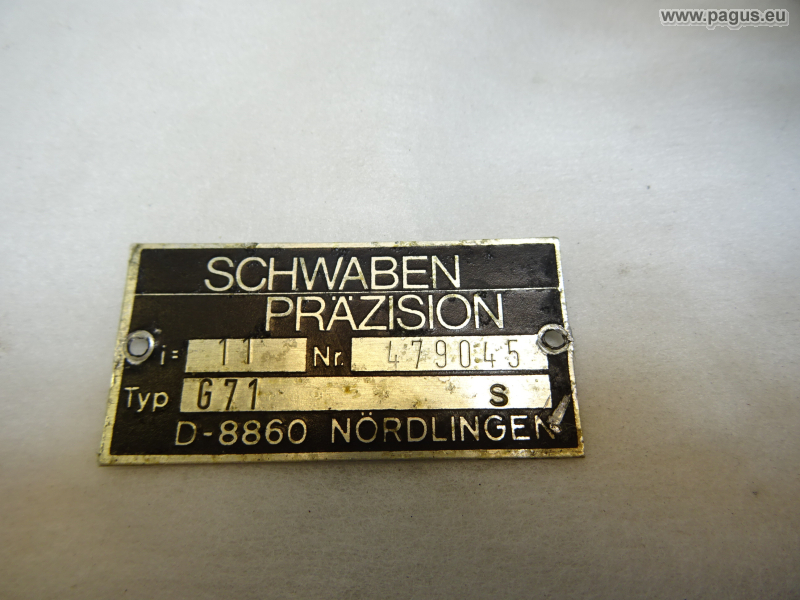 www.pagus.eu
SCHWABEN
PRÄZISION
i= 11 Nr. 479045
Typ G71 S
D-8860 NÖRDLINGEN